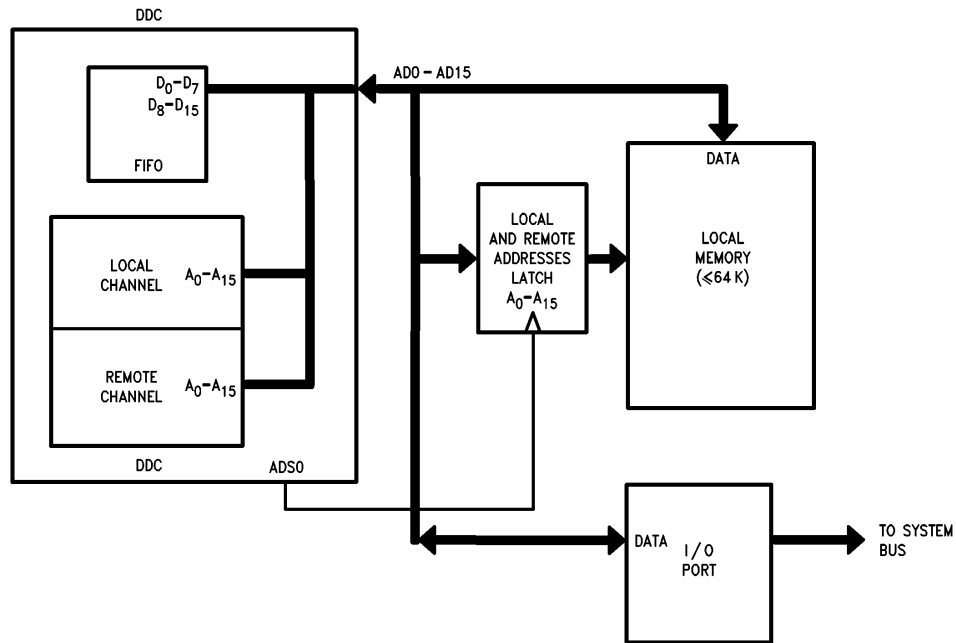 DDC
D0–D7
D8–D15
FIFO
LOCAL
CHANNEL
A0–A15
REMOTE
CHANNEL
A0–A15
DDC
ADS0
AD0 – AD15
LOCAL
AND REMOTE
ADDRESSES
LATCH
A0–A15
DATA
LOCAL
MEMORY
(⩽64 K)
DATA
I/O
PORT
TO SYSTEM
BUS